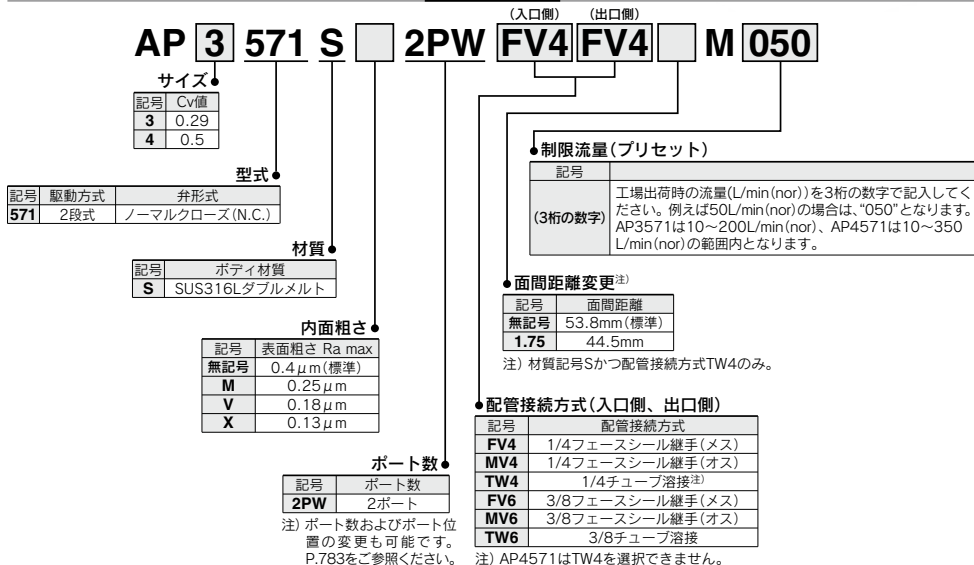 (入口側) (出口側)
AP 3 571 S 2PW FV4 FV4 M 050
サイズ
記号 Cv値
3 0.29
4 0.5
型式
記号 駆動方式 弁形式
571 2段式 ノーマルクローズ(N.C.)
材質
記号 ボディ材質
S SUS316Lダブルメルト
内面粗さ
記号 表面粗さ Ra max
無記号 0.4μm(標準)
M 0.25μm
V 0.18μm
X 0.13μm
ポート数
記号 ポート数
2PW 2ポート
注) ポート数およびポート位
置の変更も可能です。
P.783をご参照ください。
制限流量(プリセット)
記号
(3桁の数字)
工場出荷時の流量(L/min(nor))を3桁の数字で記入してく
ださい。例えば50L/min(nor)の場合は、“050”となります。
AP3571は10〜200L/min(nor)、AP4571は10〜350
L/min(nor)の範囲内となります。
面間距離変更注)
記号 面間距離
無記号 53.8mm(標準)
1.75 44.5mm
注) 材質記号Sかつ配管接続方式TW4のみ。
配管接続方式(入口側、出口側)
記号 配管接続方式
FV4 1/4フェースシール継手(メス)
MV4 1/4フェースシール継手(オス)
TW4 1/4チューブ溶接注)
FV6 3/8フェースシール継手(メス)
MV6 3/8フェースシール継手(オス)
TW6 3/8チューブ溶接
注) AP4571はTW4を選択できません。